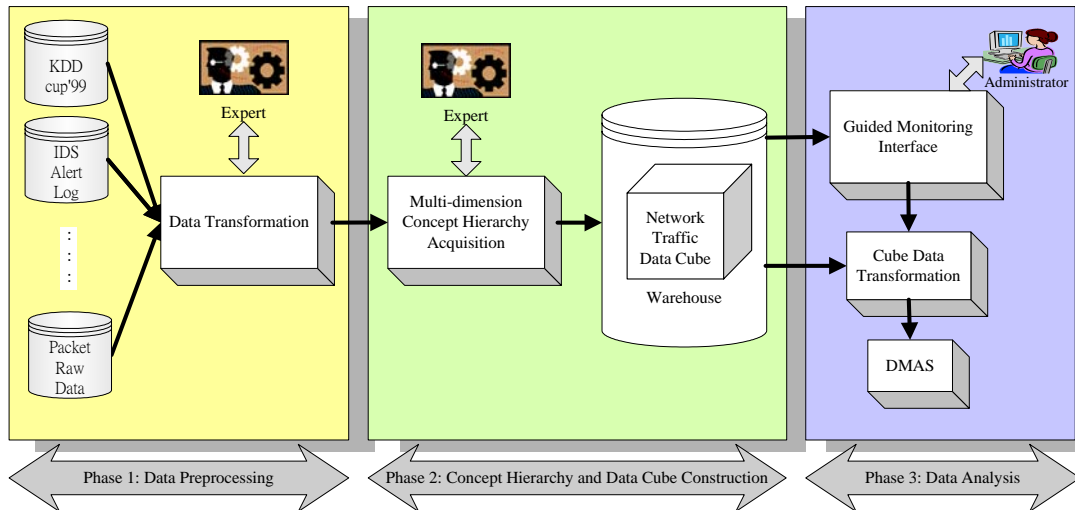 KDD
cup'99
IDS
Alert
Log
Packet
Raw
Data
Expert
Data Transformation
Expert
Multi-dimension
Concept Hierarchy
Acquisition
Network
Traffic
Data Cube
Warehouse
Administrator
Guided Monitoring
Interface
Cube Data
Transformation
DMAS
Phase 1: Data Preprocessing
Phase 2: Concept Hierarchy and Data Cube Construction
Phase 3: Data Analysis